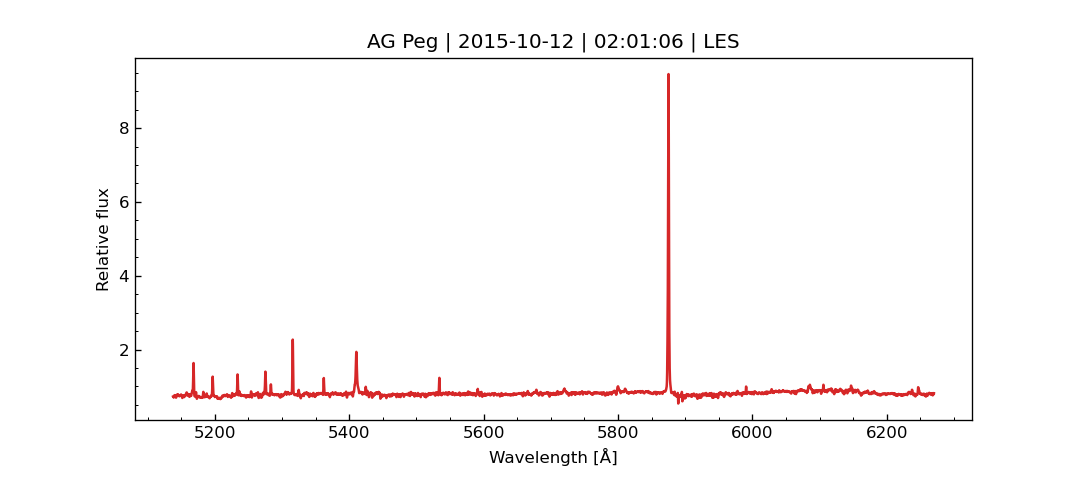 AG Peg | 2015-10-12 | 02:01:06 | LES
Relative flux
8
6
4
2
5200 5400 5600 5800 6000 6200
Wavelength [Å]